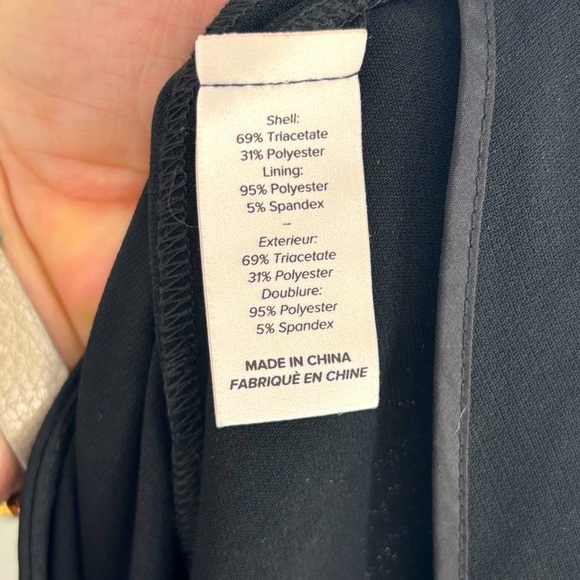 Shell:
69% Triacetate
31% Polyester
Lining:
95% Polyester
5% Spandex
–
Exterieur:
69% Triacetate
31% Polyester
Doublure:
95% Polyester
5% Spandex
MADE IN CHINA
FABRIQUÈ EN CHINE